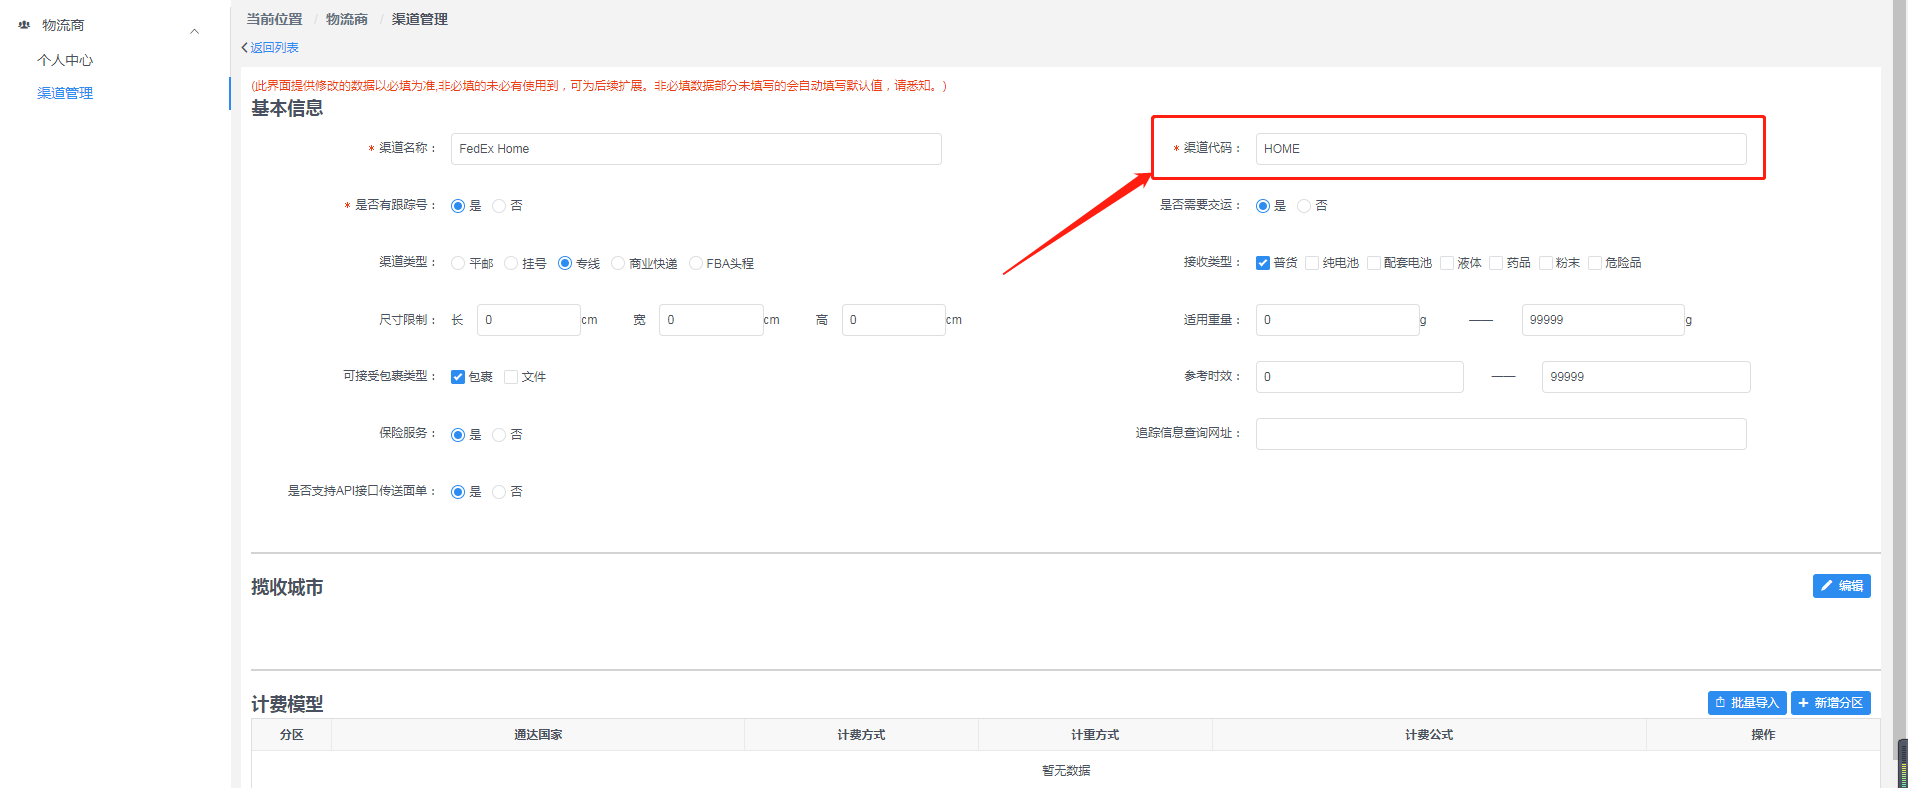 物流商
个人中心
渠道管理
当前位置 / 物流商 / 渠道管理
返回列表
(此界面提供修改的数据以必填为准,非必填的未必有使用到，可为后续扩展。非必填数据部分未填写的会自动填写默认值，请悉知。)
基本信息
* 渠道名称： FedEx Home
* 渠道代码： HOME
* 是否有跟踪号： 是 否
是否需要交运： 是 否
渠道类型： 平邮 挂号 专线 商业快递 FBA头程
接收类型： 普货 纯电池 配套电池 液体 药品 粉末 危险品
尺寸限制： 长 0 cm 宽 0 cm 高 0 cm
适用重量： 0 g —— 99999 g
可接受包裹类型： 包裹 文件
参考时效： 0 —— 99999
保险服务： 是 否
追踪信息查询网址：
是否支持API接口传送面单： 是 否
揽收城市
编辑
计费模型
批量导入 + 新增分区
分区 通达国家 计费方式 计重方式 计费公式 操作
暂无数据